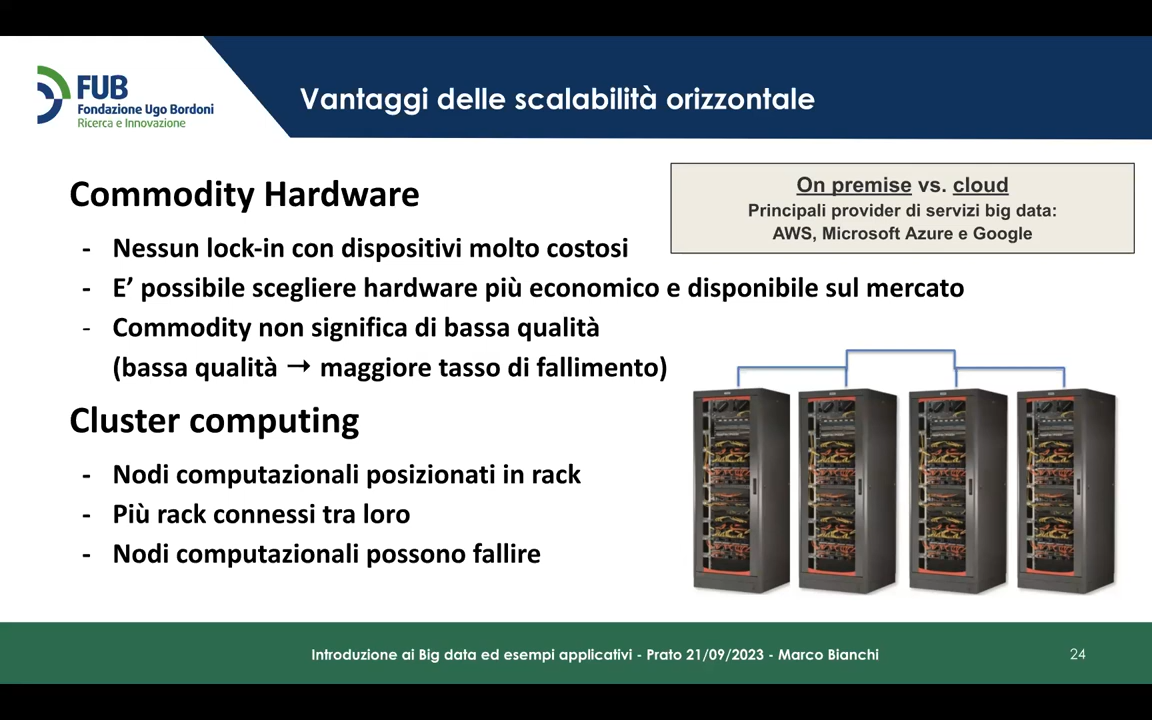 FUB
Fondazione Ugo Bordoni
Ricerca e Innovazione
Vantaggi delle scalabilità orizzontale
Commodity Hardware
- Nessun lock-in con dispositivi molto costosi
- E’ possibile scegliere hardware più economico e disponibile sul mercato
- Commodity non significa di bassa qualità
(bassa qualità → maggiore tasso di fallimento)
On premise vs. cloud
Principali provider di servizi big data:
AWS, Microsoft Azure e Google
Cluster computing
- Nodi computazionali posizionati in rack
- Più rack connessi tra loro
- Nodi computazionali possono fallire
Introduzione ai Big data ed esempi applicativi - Prato 21/09/2023 - Marco Bianchi
24